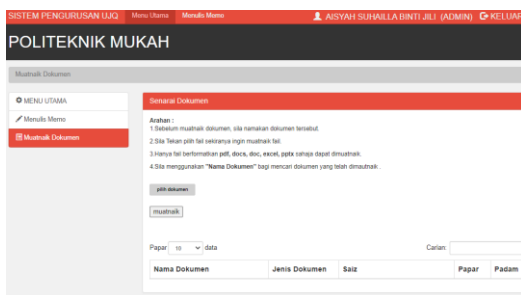 SISTEM PENGURUSAN UJQ Menu Utama Menulis Memo AISYAH SUHAILLA BINTI JILI (ADMIN) KELUAR
POLITEKNIK MUKAH
Muatnaik Dokumen
MENU UTAMA
Menulis Memo
Muatnaik Dokumen
Senarai Dokumen
Arahan :
1.Sebelum muatnaik dokumen, sila namakan dokumen tersebut.
2.Sila Tekan pilih fail sekiranya ingin muatnaik fail.
3.Hanya fail berformatkan pdf, docs, doc, excel, pptx sahaja dapat dimuatnaik.
4.Sila menggunakan "Nama Dokumen" bagi mencari dokumen yang telah dimautnaik.
pilih dokumen
muatnaik
Papar 10 data Carian:
Nama Dokumen Jenis Dokumen Saiz Papar Padam